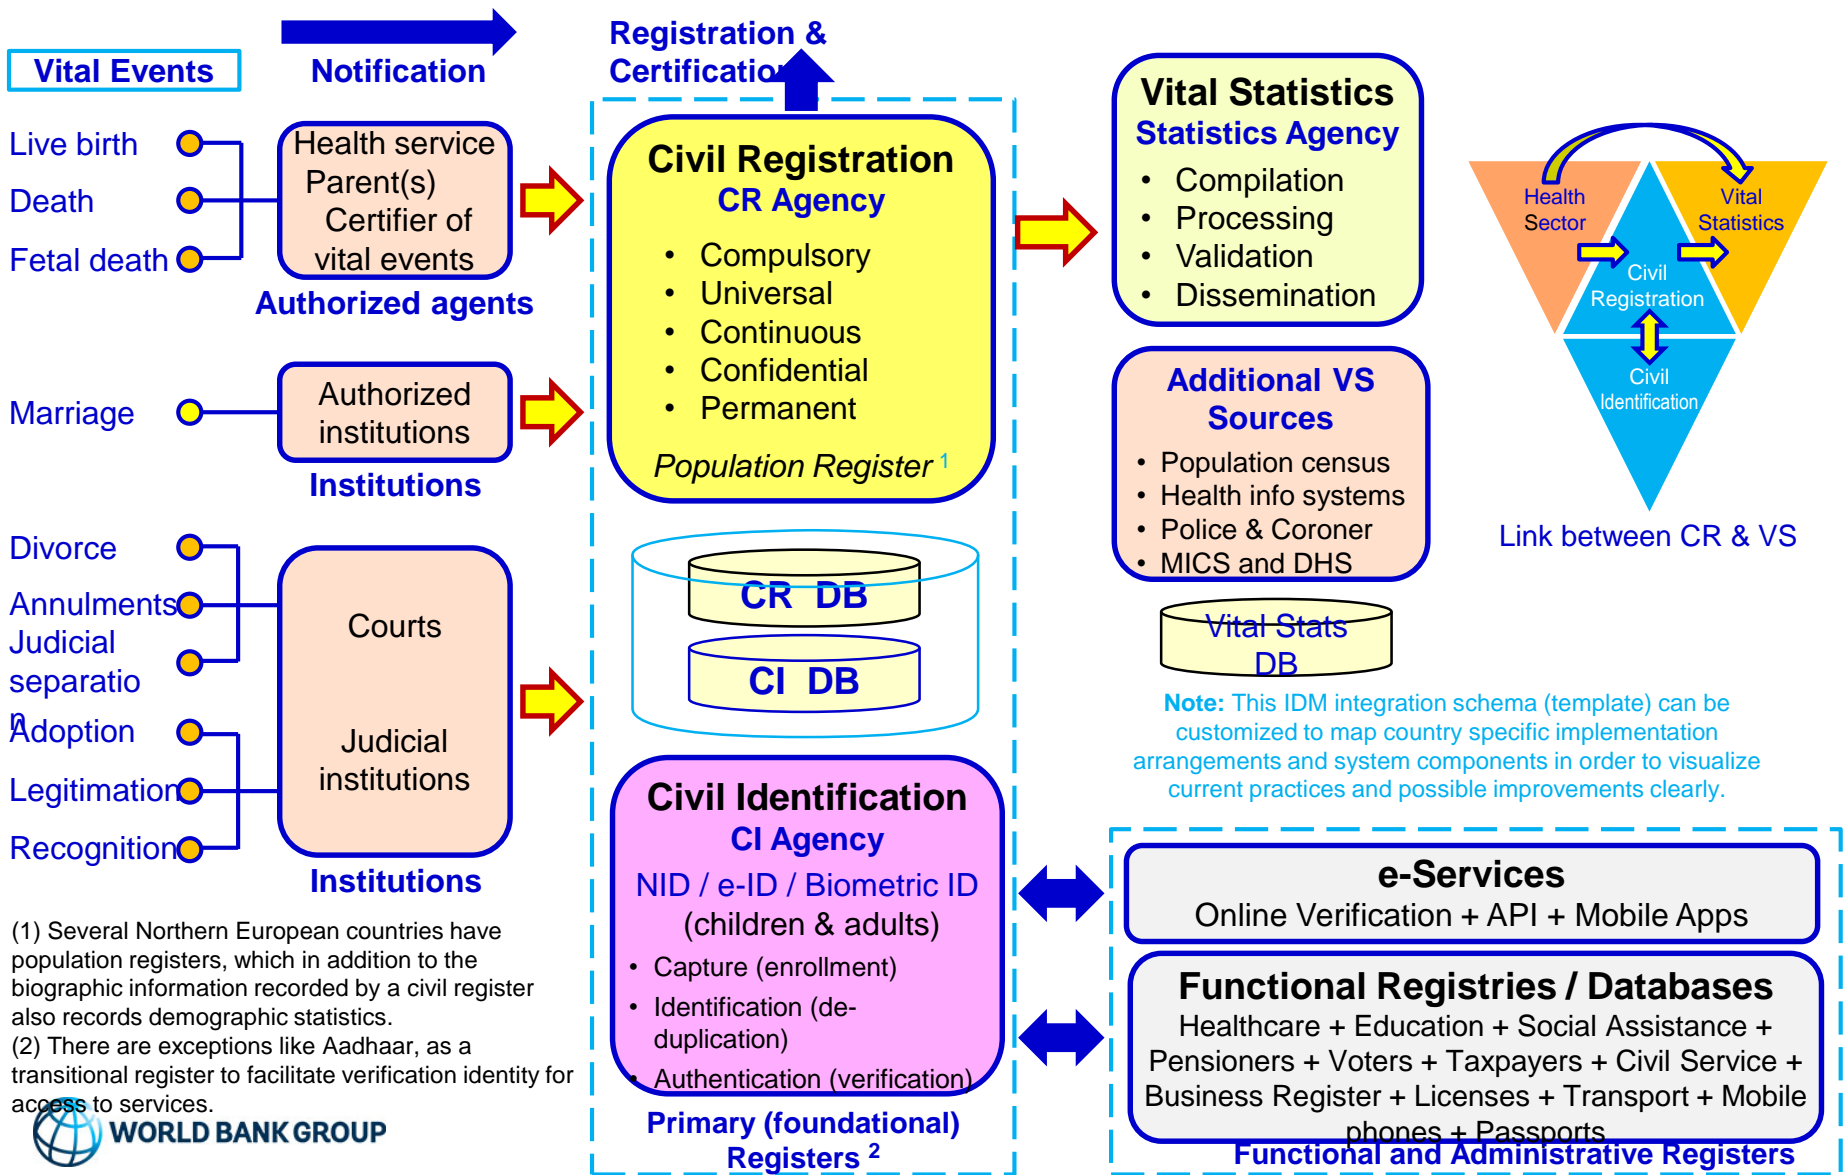 Vital Events
Notification
Registration &
Certification
Live birth
Death
Fetal death
Health service
Parent(s)
Certifier of
vital events
Authorized agents
Marriage
Authorized
institutions
Institutions
Divorce
Annulments
Judicial
separatio
n
Adoption
Legitimation
Recognition
Courts
Judicial
institutions
Institutions
(1) Several Northern European countries have
population registers, which in addition to the
biographic information recorded by a civil register
also records demographic statistics.
(2) There are exceptions like Aadhaar, as a
transitional register to facilitate verification identity for
access to services.
WORLD BANK GROUP
Civil Registration
CR Agency
• Compulsory
• Universal
• Continuous
• Confidential
• Permanent
Population Register 1
CR DB
CI DB
Civil Identification
CI Agency
NID / e-ID / Biometric ID
(children & adults)
• Capture (enrollment)
• Identification (de-
duplication)
• Authentication (verification)
Primary (foundational)
Registers 2
Vital Statistics
Statistics Agency
• Compilation
• Processing
• Validation
• Dissemination
Additional VS
Sources
• Population census
• Health info systems
• Police & Coroner
• MICS and DHS
Vital Stats
DB
Health
Sector
Vital
Statistics
Civil
Registration
Civil
Identification
Link between CR & VS
Note: This IDM integration schema (template) can be
customized to map country specific implementation
arrangements and system components in order to visualize
current practices and possible improvements clearly.
e-Services
Online Verification + API + Mobile Apps
Functional Registries / Databases
Healthcare + Education + Social Assistance +
Pensioners + Voters + Taxpayers + Civil Service +
Business Register + Licenses + Transport + Mobile
phones + Passports
Functional and Administrative Registers